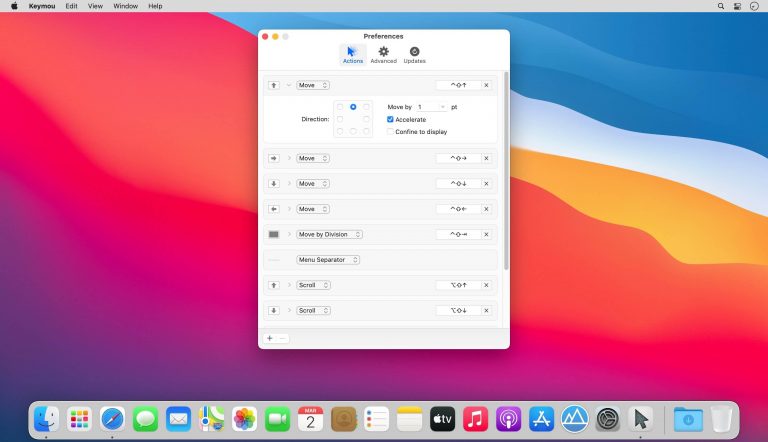 Keymou Edit View Window Help
Preferences
Actions Advanced Updates
Move ^⇧↑
Direction: Move by 1 pt
Accelerate
Confine to display
Move ^⇧→
Move ^⇧↓
Move ^⇧←
Move by Division ^⇧⇥
Menu Separator
Scroll ⌥⇧↑
Scroll ⌥⇧↓
MAR
2
tv